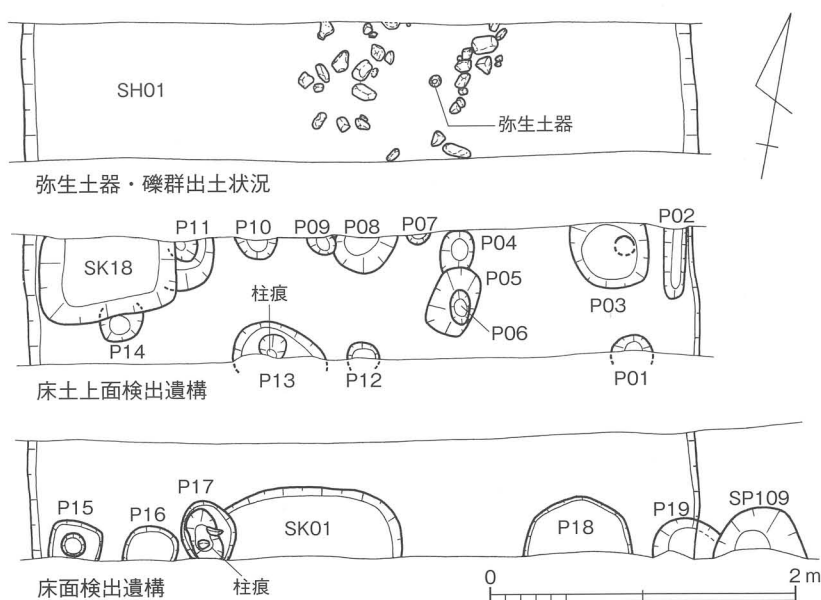 SH01
弥生土器
弥生土器・礫群出土状況
P11 P10 P09 P08 P07 P02
P04
SK18
P05
柱痕
P03
P06
P14
P13 P12 P01
床土上面検出遺構
P17
P15 P16 P19 SP109
SK01 P18
床面検出遺構
柱痕
0 2 m